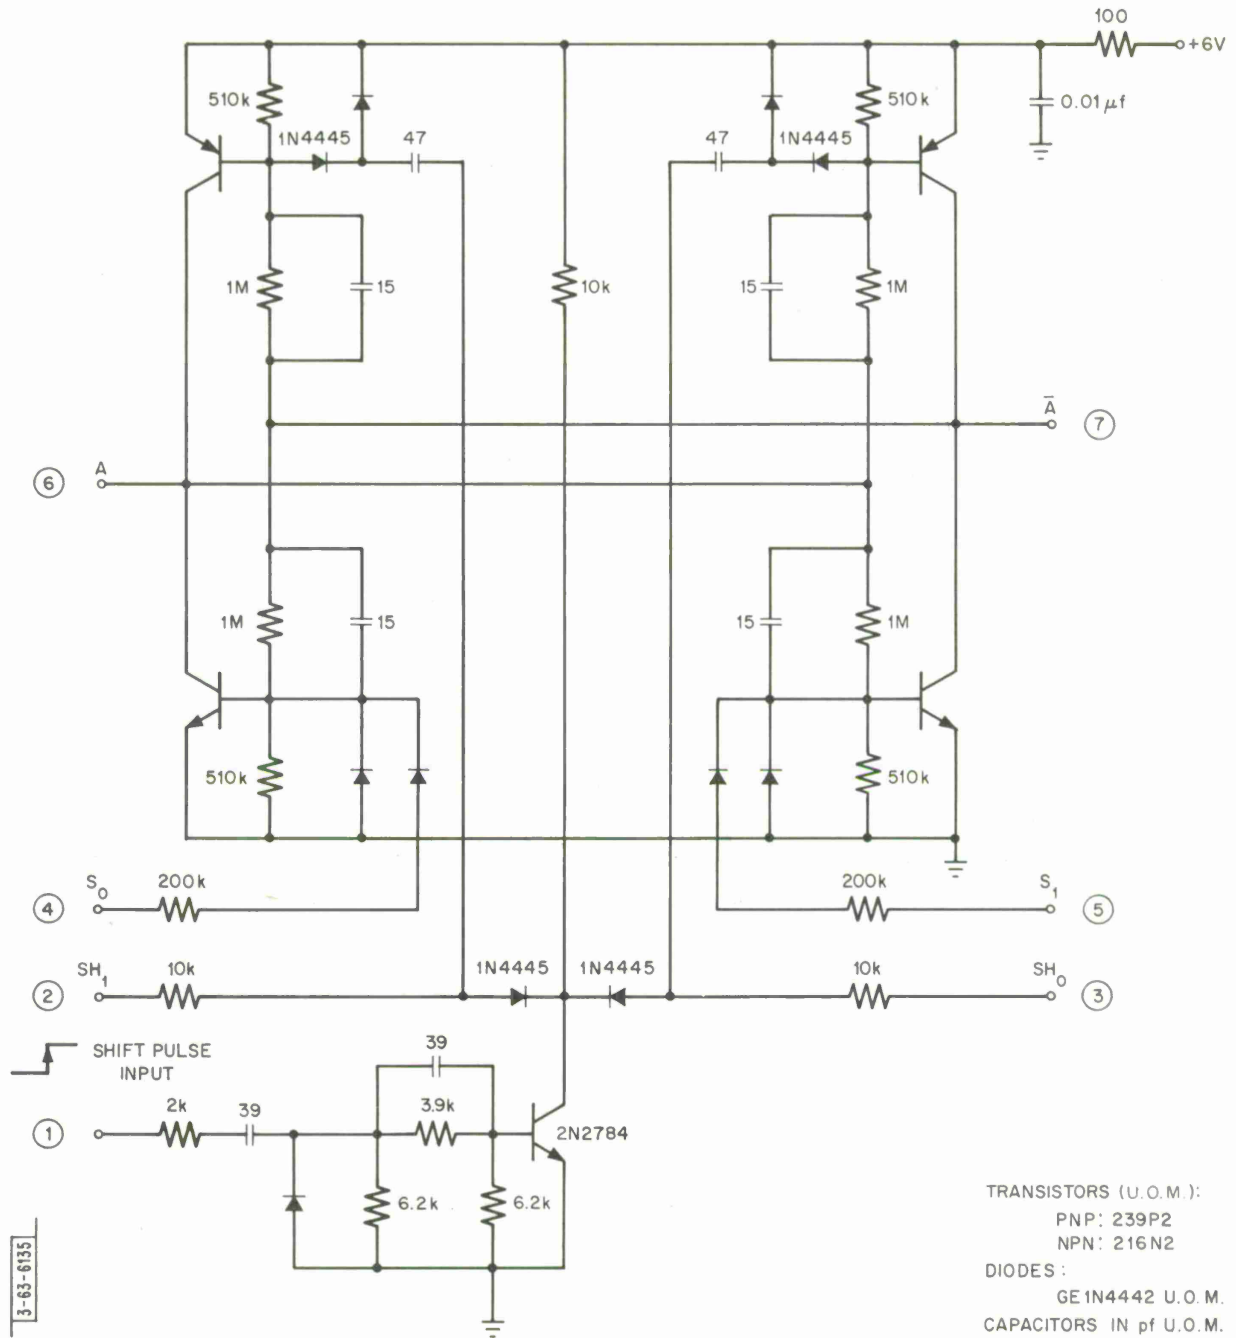 100
+6V
510k
510k
0.01 µf
1N4445
47
47
1N4445
1M
15
10k
15
1M
A̅
7
6
A
1M
15
15
1M
510k
510k
S₀
200k
200k
S₁
4
5
SH₁
10k
1N4445
1N4445
10k
SH₀
2
3
SHIFT PULSE
INPUT
39
2k
39
3.9k
1
2N2784
6.2k
6.2k
TRANSISTORS (U.O.M.):
PNP: 239P2
NPN: 216N2
DIODES:
GE1N4442 U.O.M.
CAPACITORS IN pf U.O.M.
3-63-6135